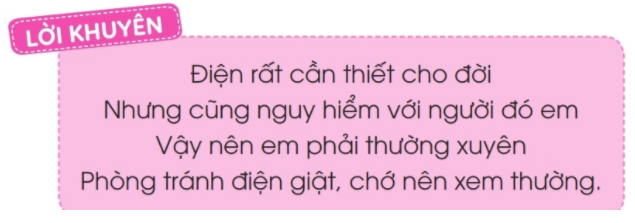 LỜI KHUYÊN
Điện rất cần thiết cho đời
Nhưng cũng nguy hiểm với người đó em
Vậy nên em phải thường xuyên
Phòng tránh điện giật, chớ nên xem thường.